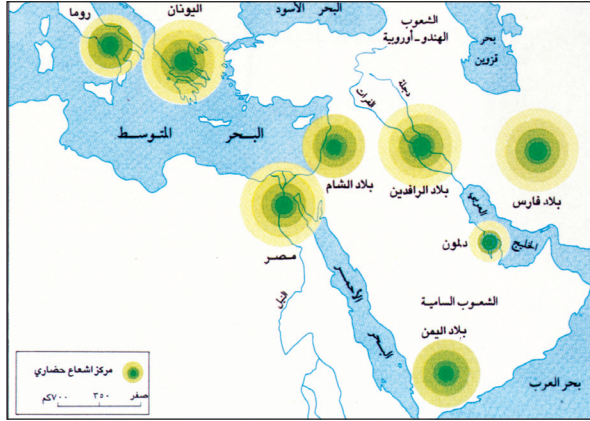 روما
اليونان
البحر الأسود
الشعوب
الهندو-أوروبية
بحر
قزوين
دجلة
الفرات
البحر
المتوسط
بلاد الشام
بلاد الرافدين
بلاد فارس
مصر
العربي
الخليج
دلمون
النيل
الأحمر
البحر
الشعوب السامية
بلاد اليمن
بحر العرب
مركز اشعاع حضاري
صفر ٣٥٠ ٧٠٠كم